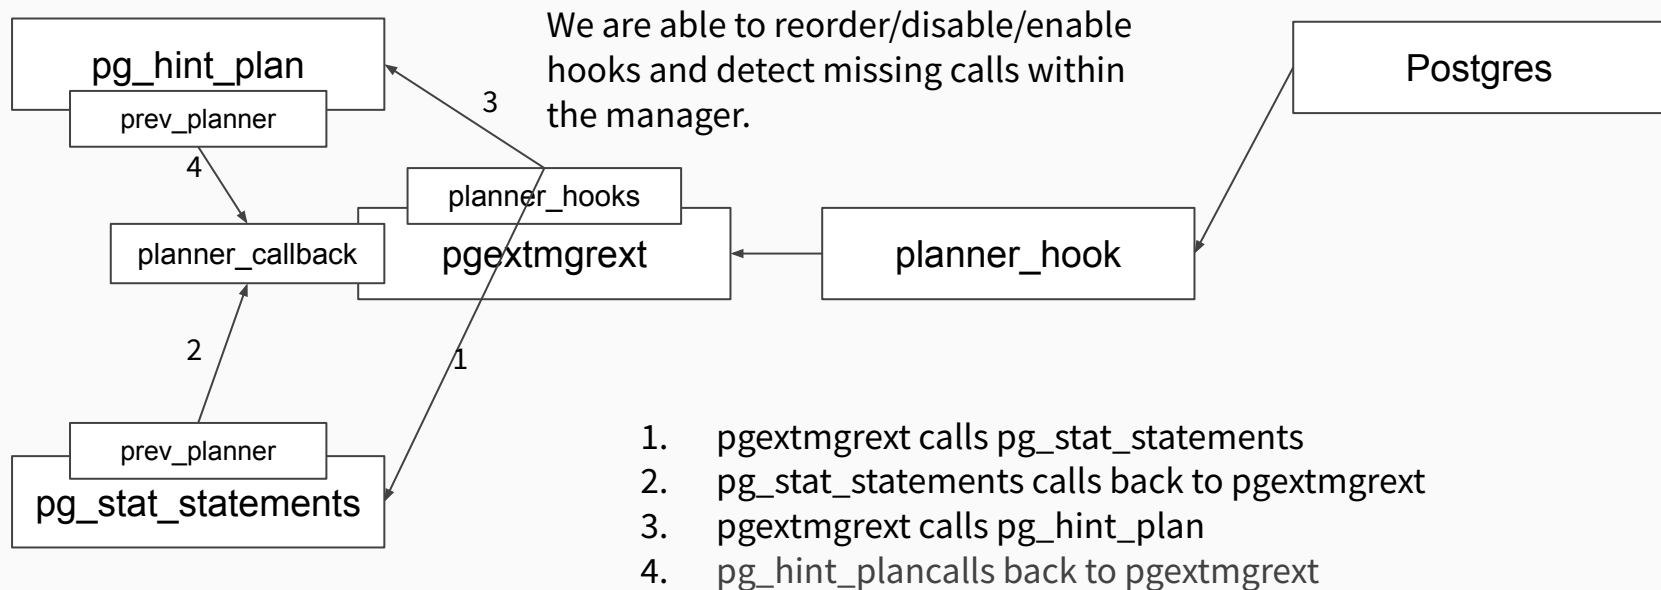 We are able to reorder/disable/enable
hooks and detect missing calls within
the manager.
pg_hint_plan
prev_planner
Postgres
3
4
planner_hooks
planner_callback
pgextmgrext
planner_hook
2
1
prev_planner
pg_stat_statements
1. pgextmgrext calls pg_stat_statements
2. pg_stat_statements calls back to pgextmgrext
3. pgextmgrext calls pg_hint_plan
4. pg_hint_plancalls back to pgextmgrext